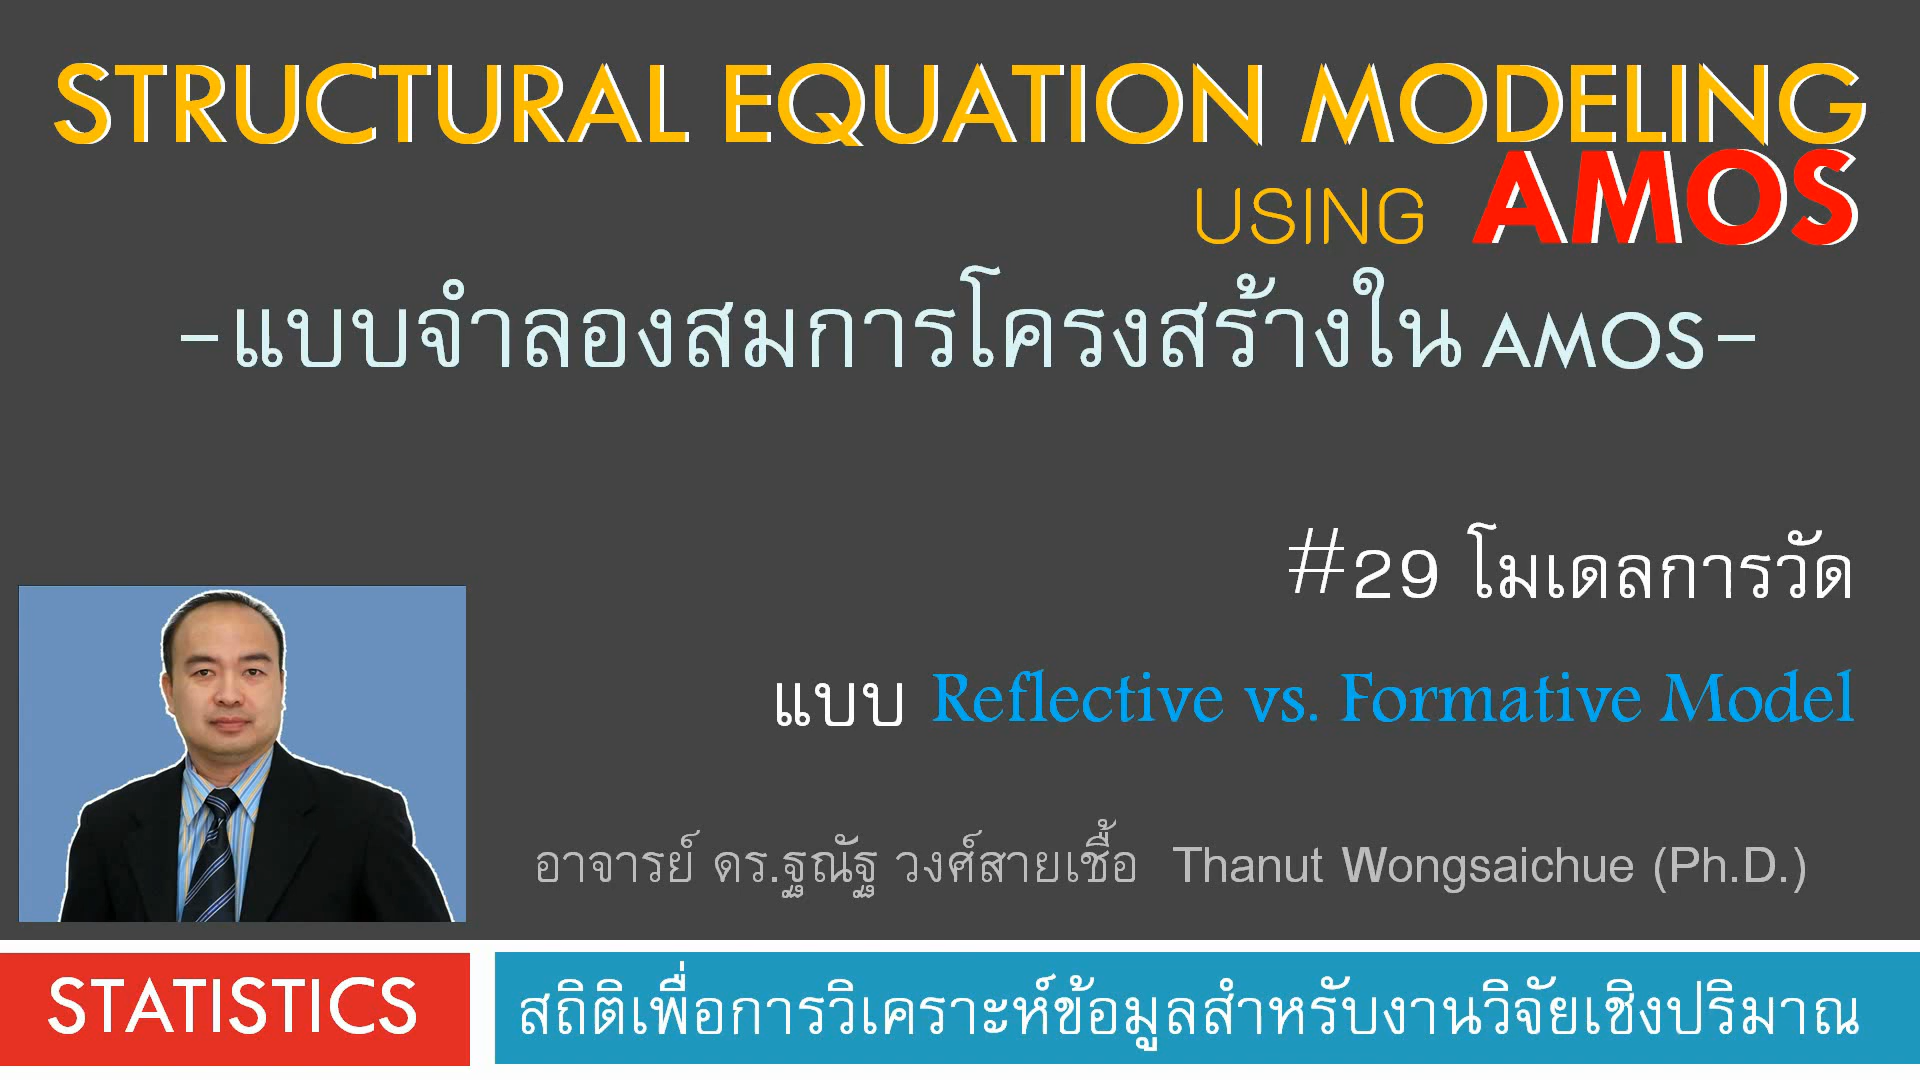 STRUCTURAL EQUATION MODELING
USING AMOS
-แบบจำลองสมการโครงสร้างใน AMOS-
#29 โมเดลการวัด
แบบ Reflective vs. Formative Model
อาจารย์ ดร.ฐณัฐ วงศ์สายเชื้อ Thanut Wongsaichue (Ph.D.)
STATISTICS
สถิติเพื่อการวิเคราะห์ข้อมูลสำหรับงานวิจัยเชิงปริมาณ